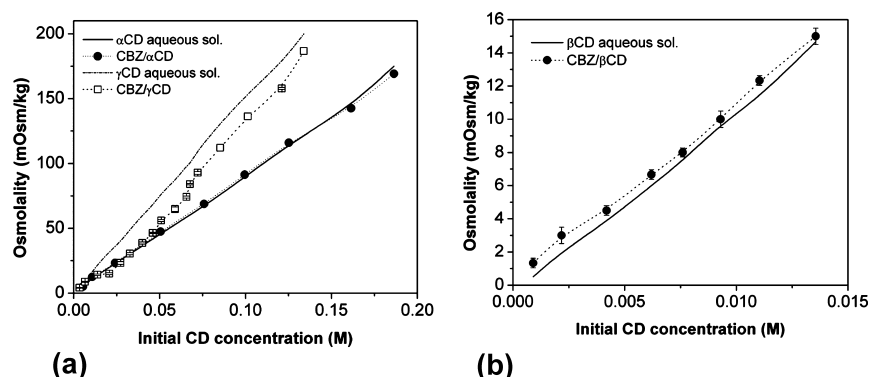 200
150
100
50
0
Osmolality (mOsm/kg)
αCD aqueous sol.
CBZ/αCD
γCD aqueous sol.
CBZ/γCD
0.00 0.05 0.10 0.15 0.20
Initial CD concentration (M)
(a)
16
14
12
10
8
6
4
2
0
Osmolality (mOsm/kg)
βCD aqueous sol.
CBZ/βCD
0.000 0.005 0.010 0.015
Initial CD concentration (M)
(b)